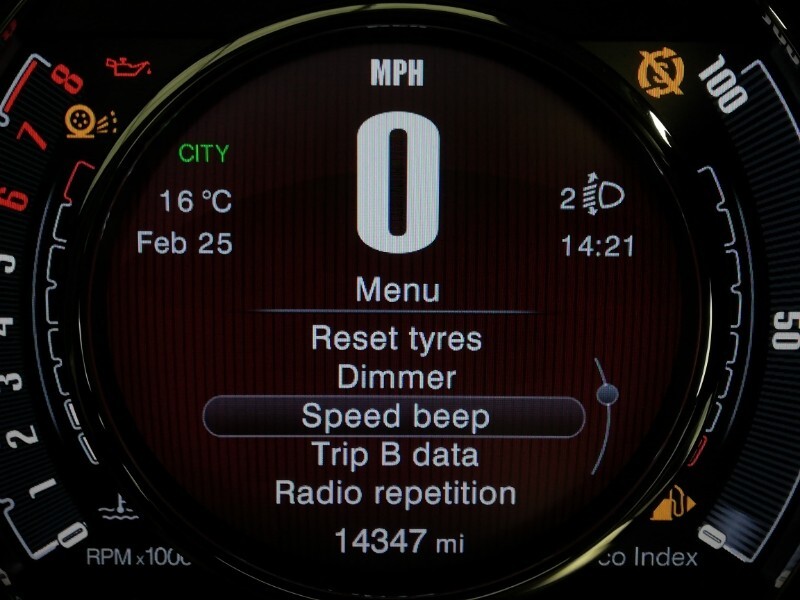 MPH
0
CITY
16 °C
Feb 25
2
14:21
Menu
Reset tyres
Dimmer
Speed beep
Trip B data
Radio repetition
14347 mi
8
7
6
5
4
3
2
1
0
RPM x1000
100
50
0
co Index